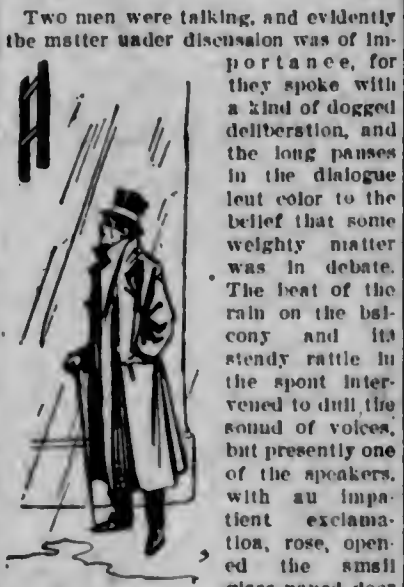 Two men were talking, and evidently
the matter under discussion was of im-
portance, for
they spoke with
a kind of dogged
deliberation, and
the long pauses
in the dialogue
lent color to the
belief that some
weighty matter
was in debate.
The beat of the
rain on the bal-
cony and its
steady rattle in
the spout inter-
vened to dull the
sound of voices,
but presently one
of the speakers,
with an impa-
tient exclama-
tion, rose, open-
ed the small
glass paned door